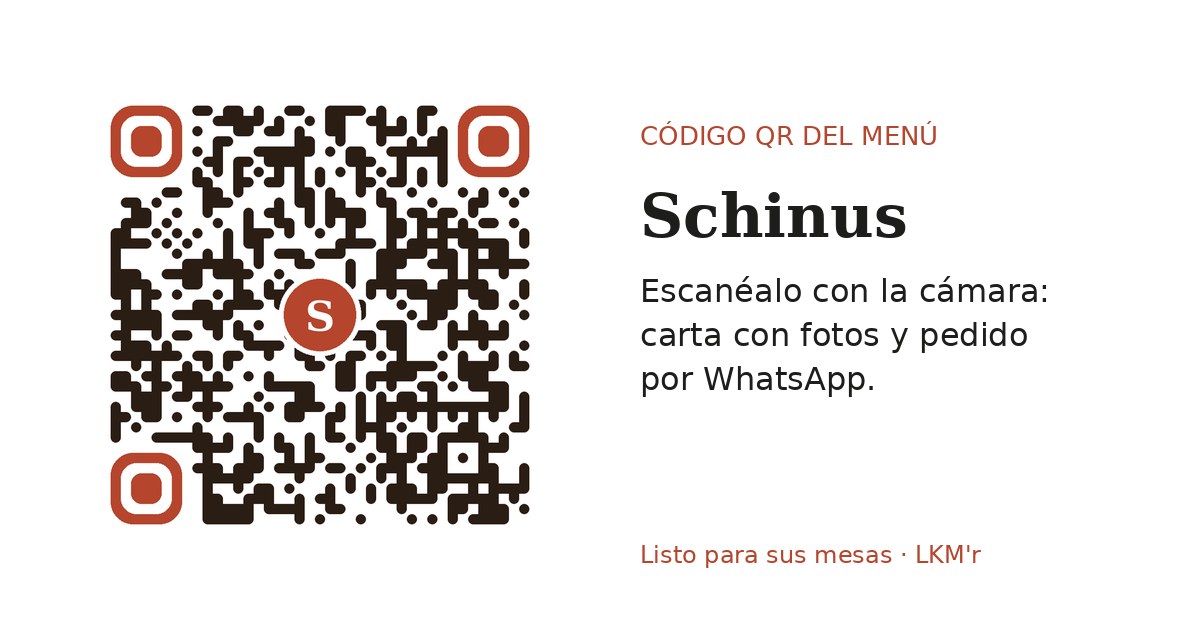 CÓDIGO QR DEL MENÚ
Schinus
Escanéalo con la cámara:
carta con fotos y pedido
por WhatsApp.
S
Listo para sus mesas · LKM'r